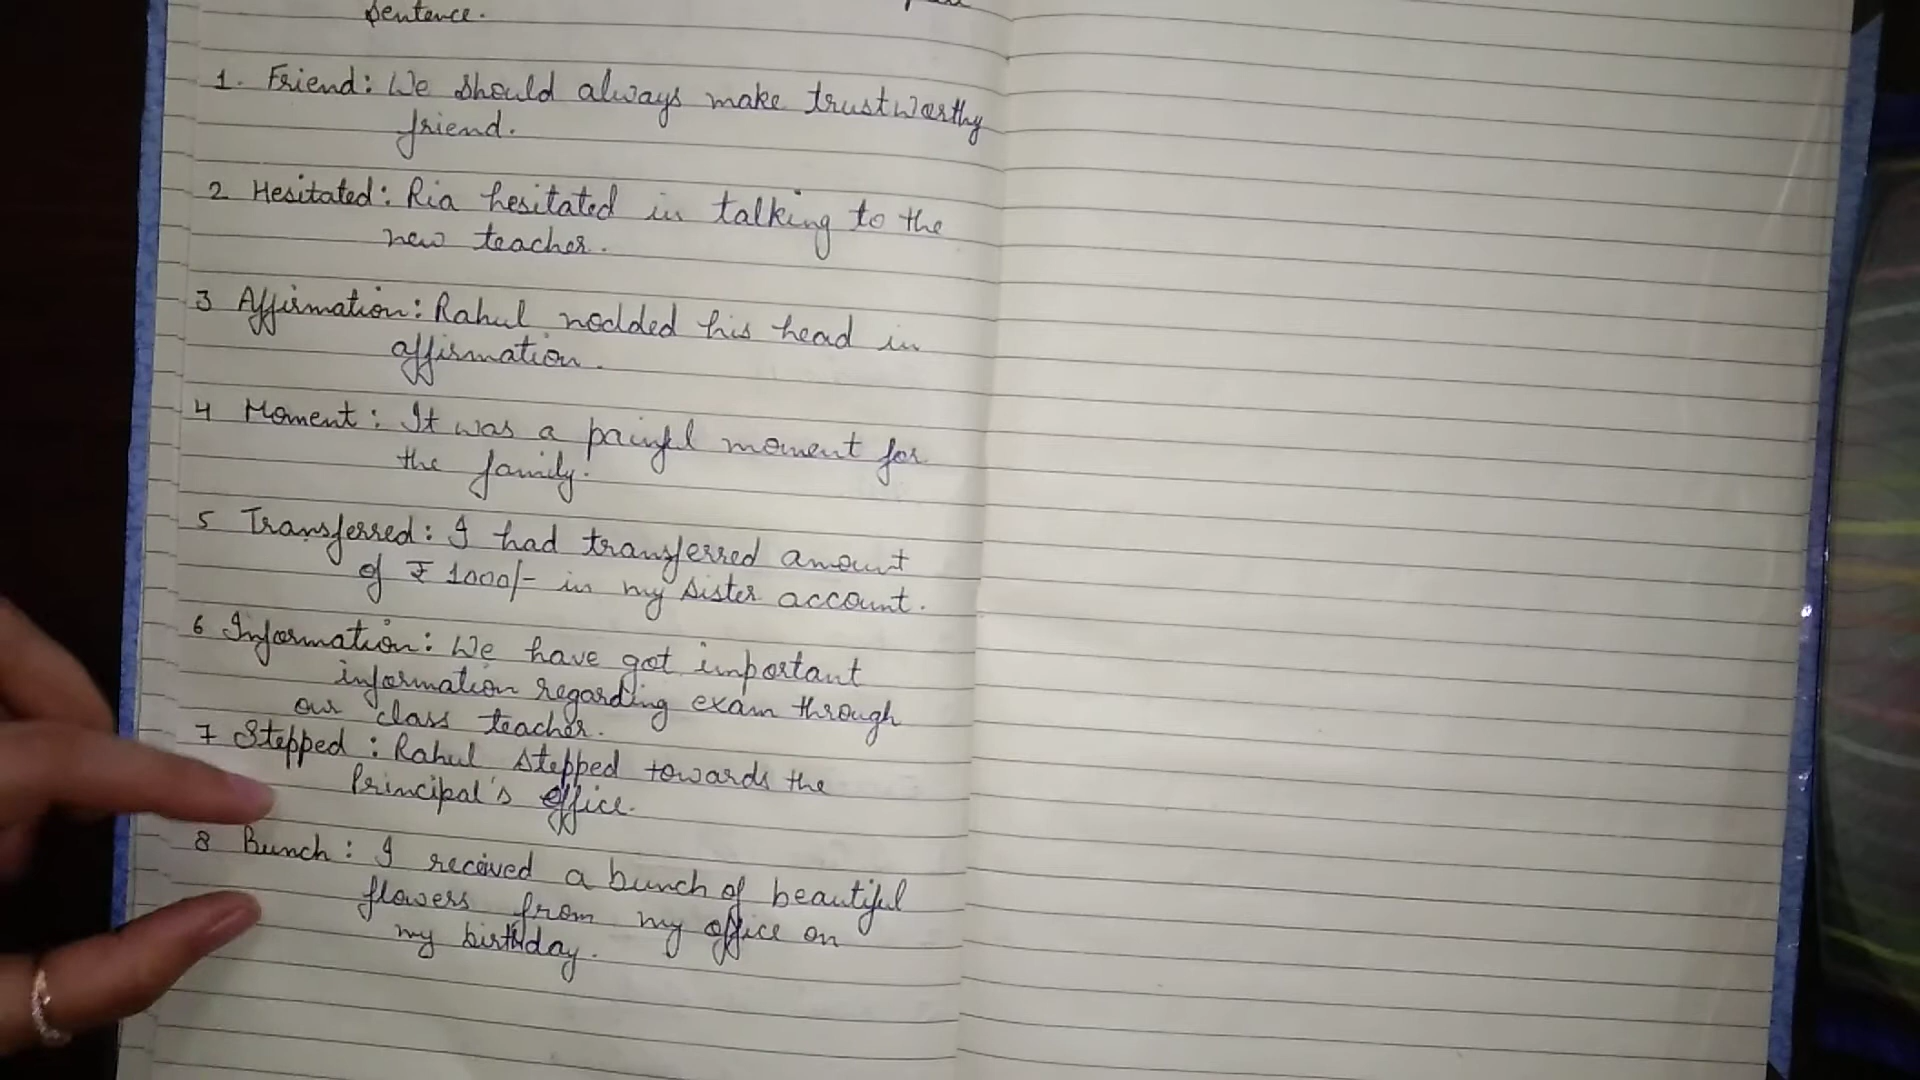 sentence.
1. Friend: We should always make trustworthy
friend.
2 Hesitated: Ria hesitated in talking to the
new teacher.
3 Affirmation: Rahul nodded his head in
affirmation.
4 Moment: It was a painful moment for
the family.
5 Transferred: I had transferred amount
of ₹ 1000/- in my sister account.
6 Information: We have got important
information regarding exam through
our class teacher.
7 Stepped: Rahul stepped towards the
Principal's office.
8 Bunch: I received a bunch of beautiful
flowers from my office on
my birthday.